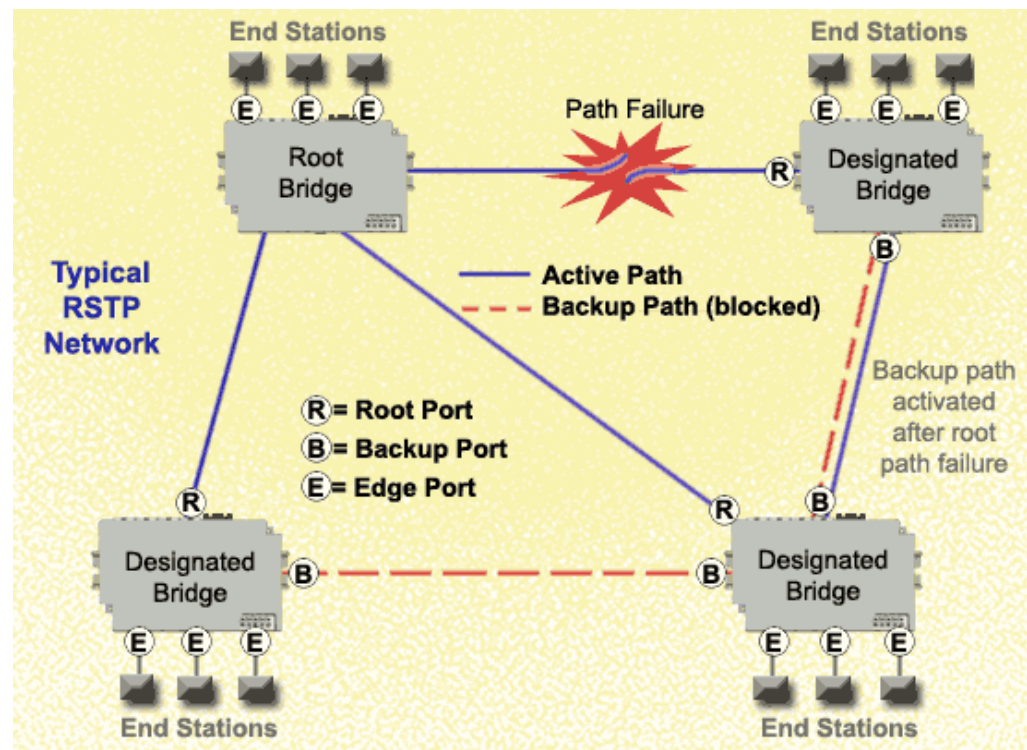 End Stations
End Stations
E E E
E E E
Path Failure
Root
Bridge
Designated
Bridge
R
B
Typical
RSTP
Network
Active Path
Backup Path (blocked)
Backup path
activated
after root
path failure
R = Root Port
B = Backup Port
E = Edge Port
R
R
B
Designated
Bridge
B
B
Designated
Bridge
E E E
E E E
End Stations
End Stations